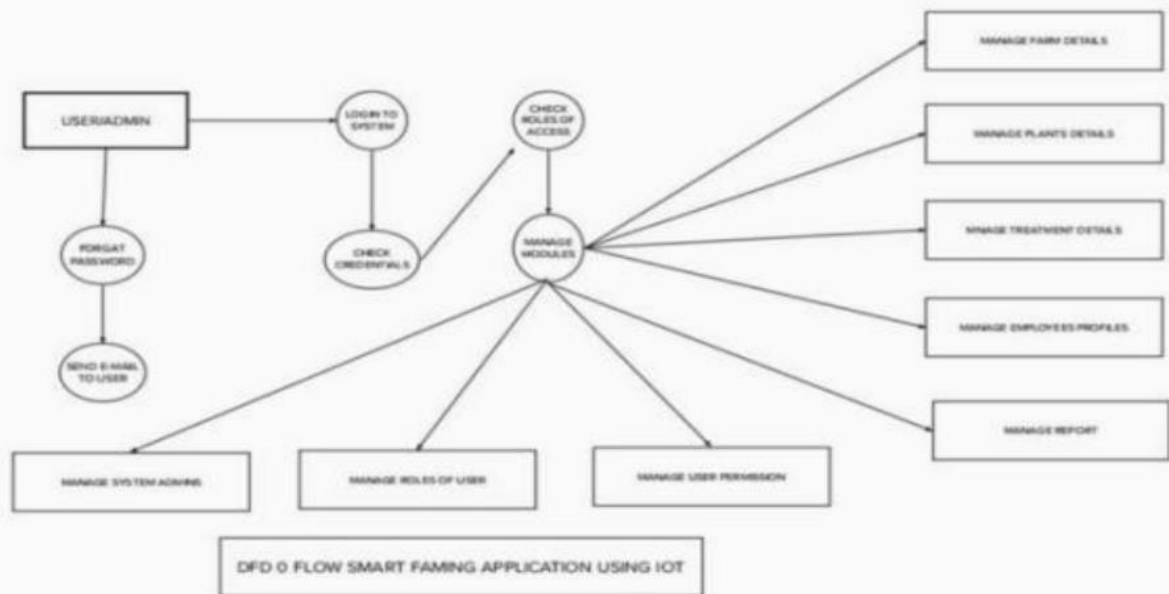 MANAGE FARM DETAILS
USER/ADMIN
LOGIN TO
SYSTEM
CHECK
ROLES OF
ACCESS
MANAGE PLANTS DETAILS
FORGAT
PASSWORD
CHECK
CREDENTIALS
MANAGE
MODULES
MNAGE TREATMENT DETAILS
MANAGE EMPLOYEES PROFILES
SEND E-MAIL
TO USER
MANAGE REPORT
MANAGE SYSTEM ADMINS
MANAGE ROLES OF USER
MANAGE USER PERMISSION
DFD 0 FLOW SMART FAMING APPLICATION USING IOT